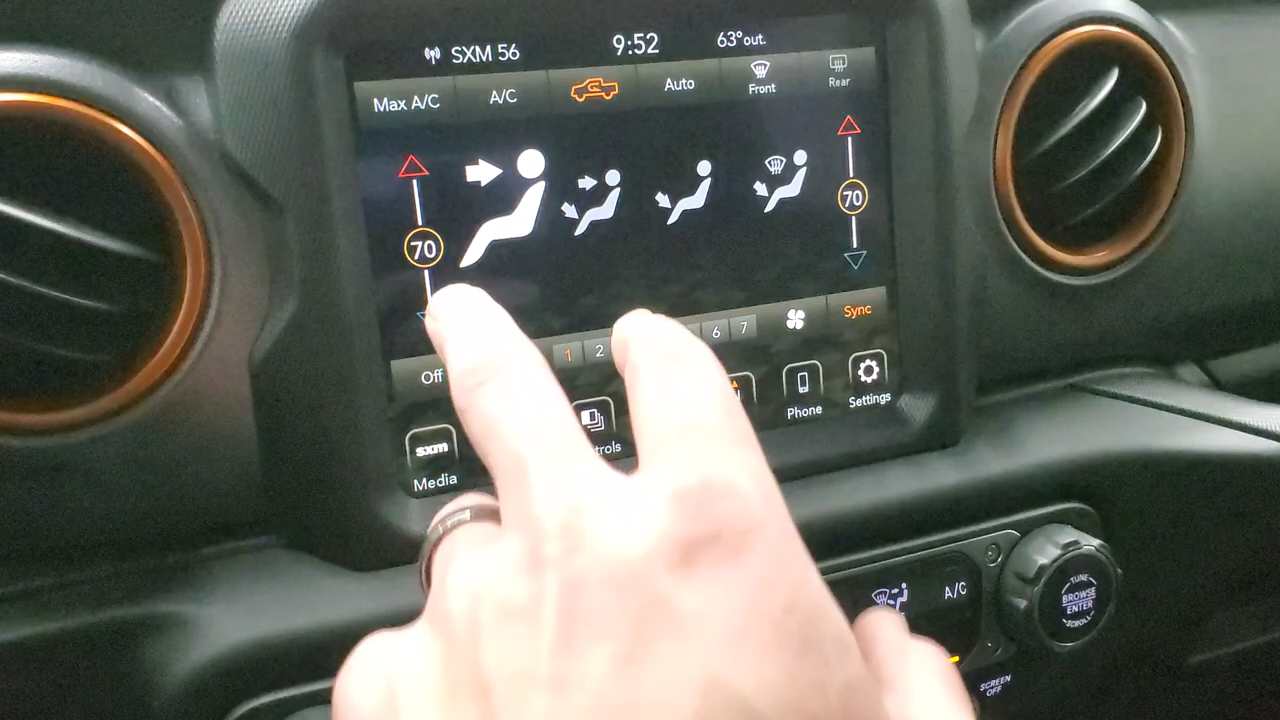 SXM 56 9:52 63° out.
Max A/C A/C Auto Front Rear
70 70
1 2 6 7 Sync
Off
sxm
Media trols Phone Settings
A/C
TUNE
BROWSE
ENTER
SCROLL
SCREEN
OFF